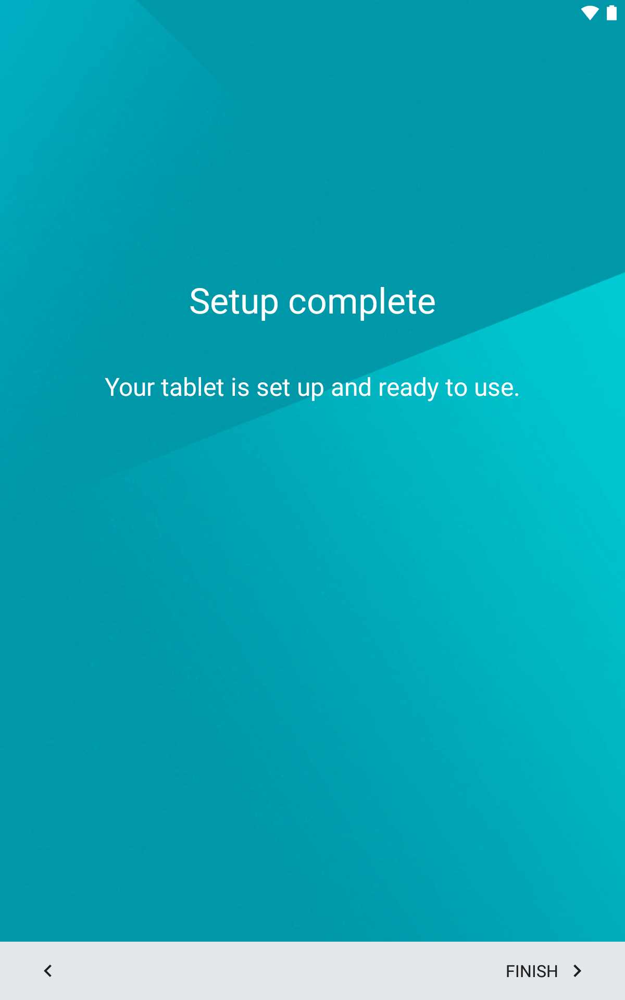 Setup complete
Your tablet is set up and ready to use.
FINISH